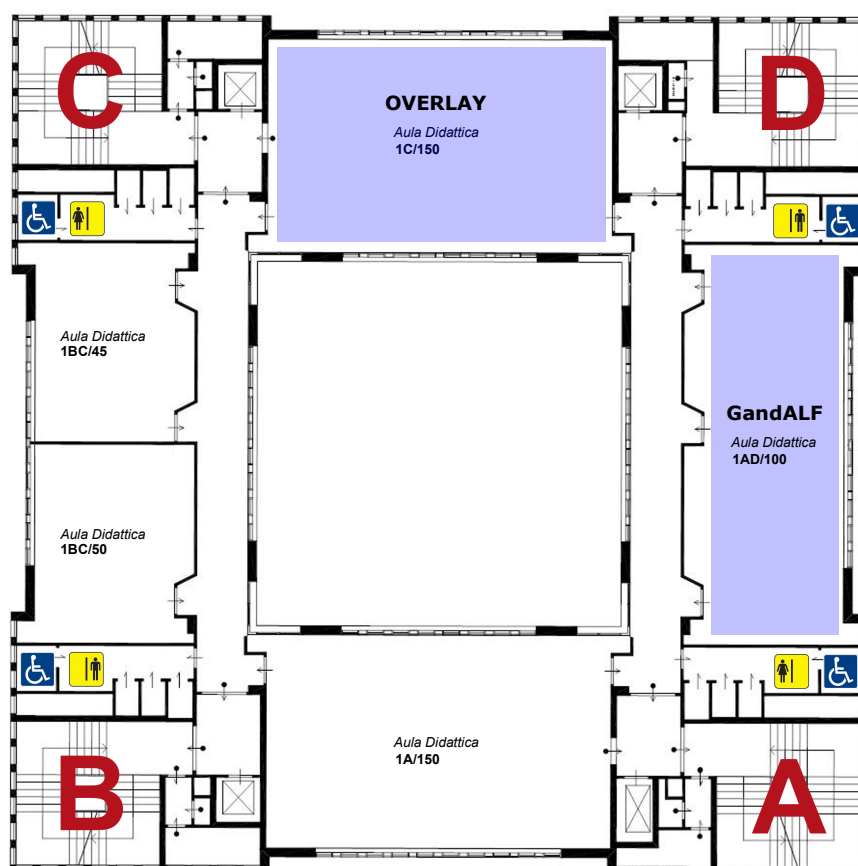 C
D
OVERLAY
Aula Didattica
1C/150
Aula Didattica
1BC/45
GandALF
Aula Didattica
1AD/100
Aula Didattica
1BC/50
Aula Didattica
1A/150
B
A